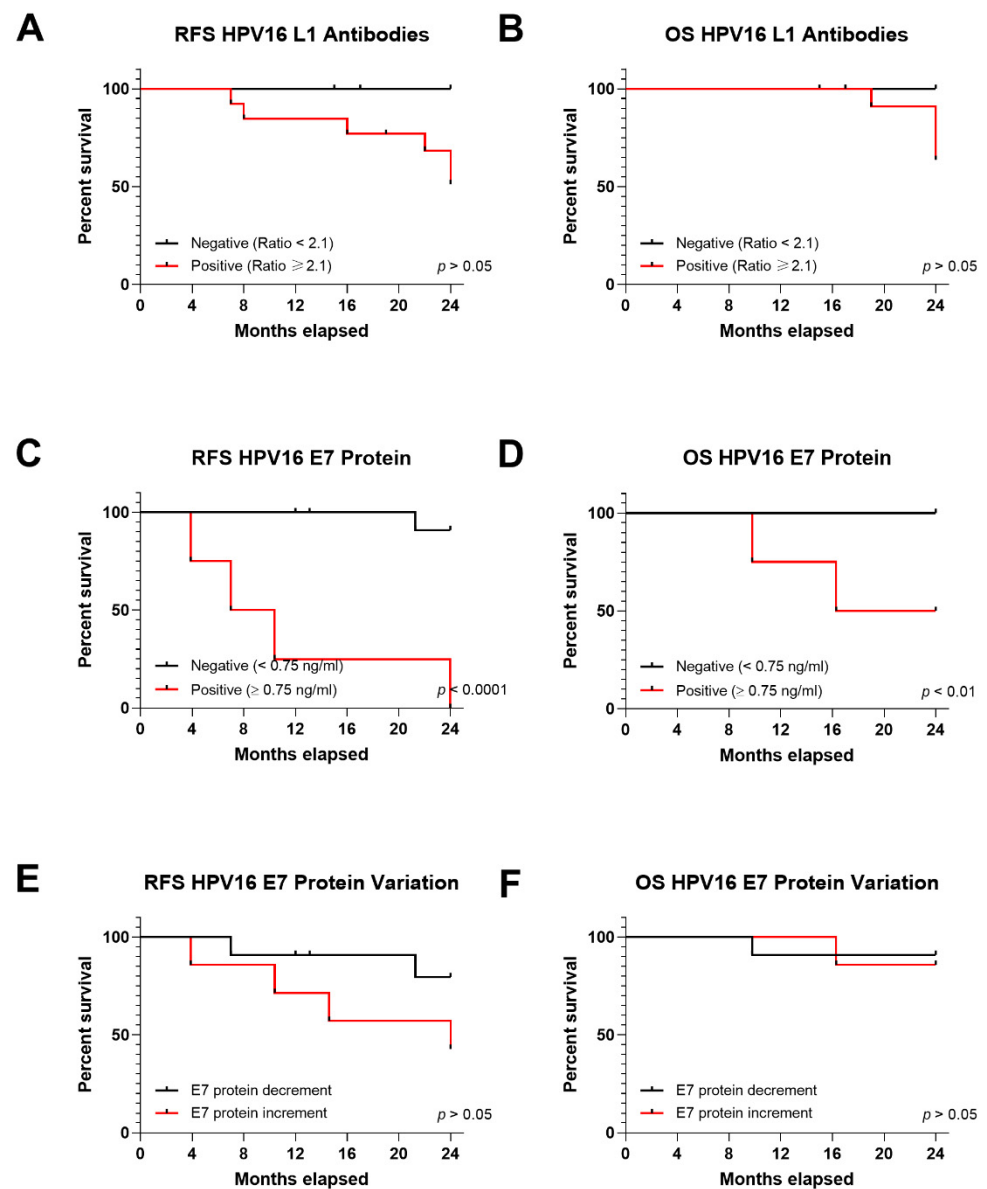 A
RFS HPV16 L1 Antibodies
Percent survival
100
50
0
Negative (Ratio < 2.1)
Positive (Ratio ⩾ 2.1)
p > 0.05
0 4 8 12 16 20 24
Months elapsed
B
OS HPV16 L1 Antibodies
Percent survival
100
50
0
Negative (Ratio < 2.1)
Positive (Ratio ⩾ 2.1)
p > 0.05
0 4 8 12 16 20 24
Months elapsed
C
RFS HPV16 E7 Protein
Percent survival
100
50
0
Negative (< 0.75 ng/ml)
Positive (≥ 0.75 ng/ml)
p < 0.0001
0 4 8 12 16 20 24
Months elapsed
D
OS HPV16 E7 Protein
Percent survival
100
50
0
Negative (< 0.75 ng/ml)
Positive (≥ 0.75 ng/ml)
p < 0.01
0 4 8 12 16 20 24
Months elapsed
E
RFS HPV16 E7 Protein Variation
Percent survival
100
50
0
E7 protein decrement
E7 protein increment
p > 0.05
0 4 8 12 16 20 24
Months elapsed
F
OS HPV16 E7 Protein Variation
Percent survival
100
50
0
E7 protein decrement
E7 protein increment
p > 0.05
0 4 8 12 16 20 24
Months elapsed